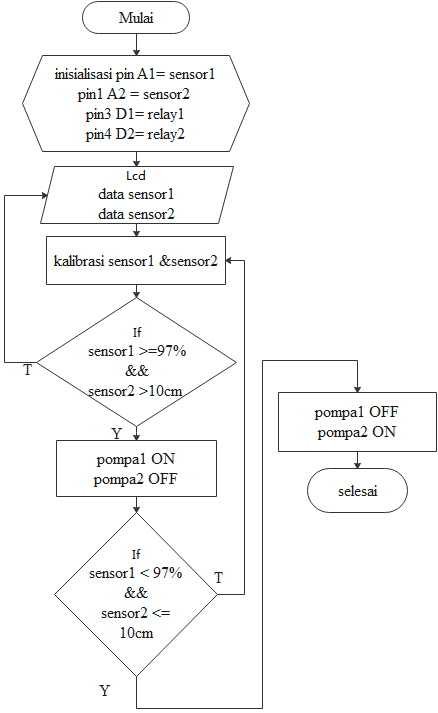 Mulai
inisialisasi pin A1= sensor1
pin1 A2 = sensor2
pin3 D1= relay1
pin4 D2= relay2
Lcd
data sensor1
data sensor2
kalibrasi sensor1 &sensor2
If
sensor1 >=97%
&&
sensor2 >10cm
T
Y
pompa1 ON
pompa2 OFF
If
sensor1 < 97%
&&
sensor2 <=
10cm
T
Y
pompa1 OFF
pompa2 ON
selesai